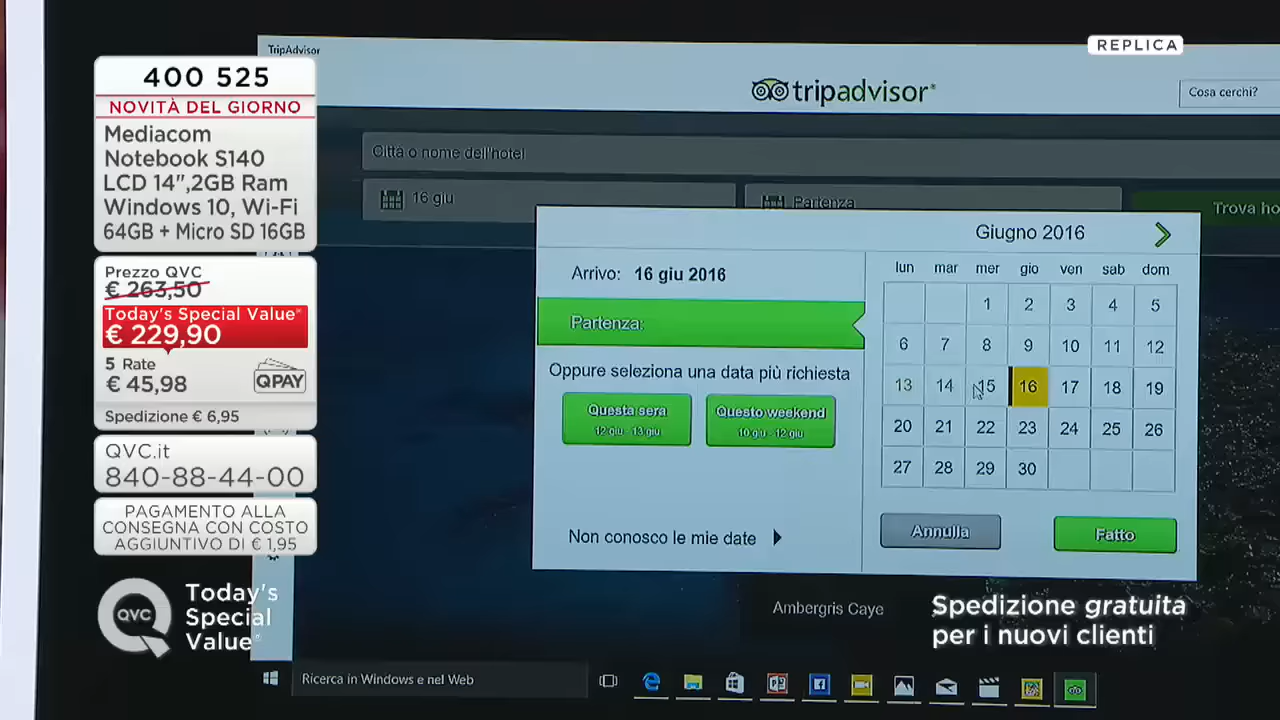 REPLICA
400 525
NOVITÀ DEL GIORNO
Mediacom
Notebook S140
LCD 14",2GB Ram
Windows 10, Wi-Fi
64GB + Micro SD 16GB
Prezzo QVC
€ 263,50
Today's Special Value®
€ 229,90
5 Rate
€ 45,98
QPAY
Spedizione € 6,95
QVC.it
840-88-44-00
PAGAMENTO ALLA
CONSEGNA CON COSTO
AGGIUNTIVO DI € 1,95
QVC
Today's
Special
Value®
TripAdvisor
tripadvisor®
Cosa cerchi?
Città o nome dell'hotel
16 giu
Partenza
Trova ho
Giugno 2016
Arrivo: 16 giu 2016
Partenza:
Oppure seleziona una data più richiesta
Questa sera
12 giu - 13 giu
Questo weekend
10 giu - 12 giu
Non conosco le mie date
lun mar mer gio ven sab dom
1 2 3 4 5
6 7 8 9 10 11 12
13 14 15 16 17 18 19
20 21 22 23 24 25 26
27 28 29 30
Annulla
Fatto
Ambergris Caye
Spedizione gratuita
per i nuovi clienti
Ricerca in Windows e nel Web